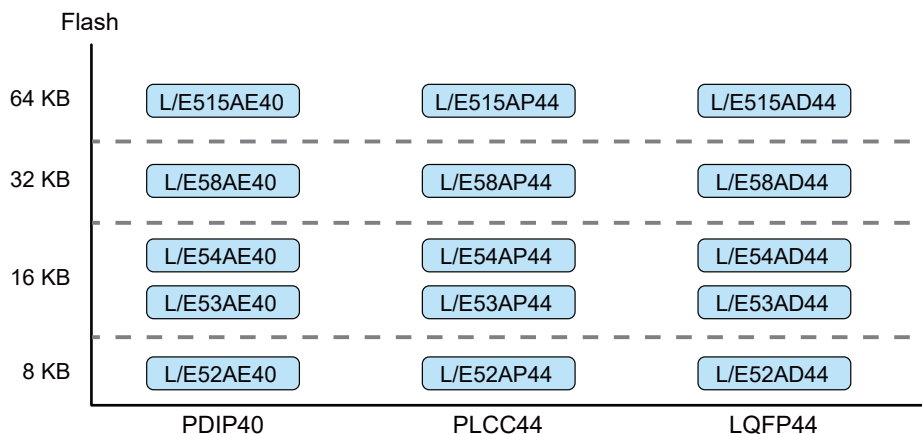 Flash
64 KB L/E515AE40 L/E515AP44 L/E515AD44
32 KB L/E58AE40 L/E58AP44 L/E58AD44
L/E54AE40 L/E54AP44 L/E54AD44
16 KB
L/E53AE40 L/E53AP44 L/E53AD44
8 KB L/E52AE40 L/E52AP44 L/E52AD44
PDIP40 PLCC44 LQFP44